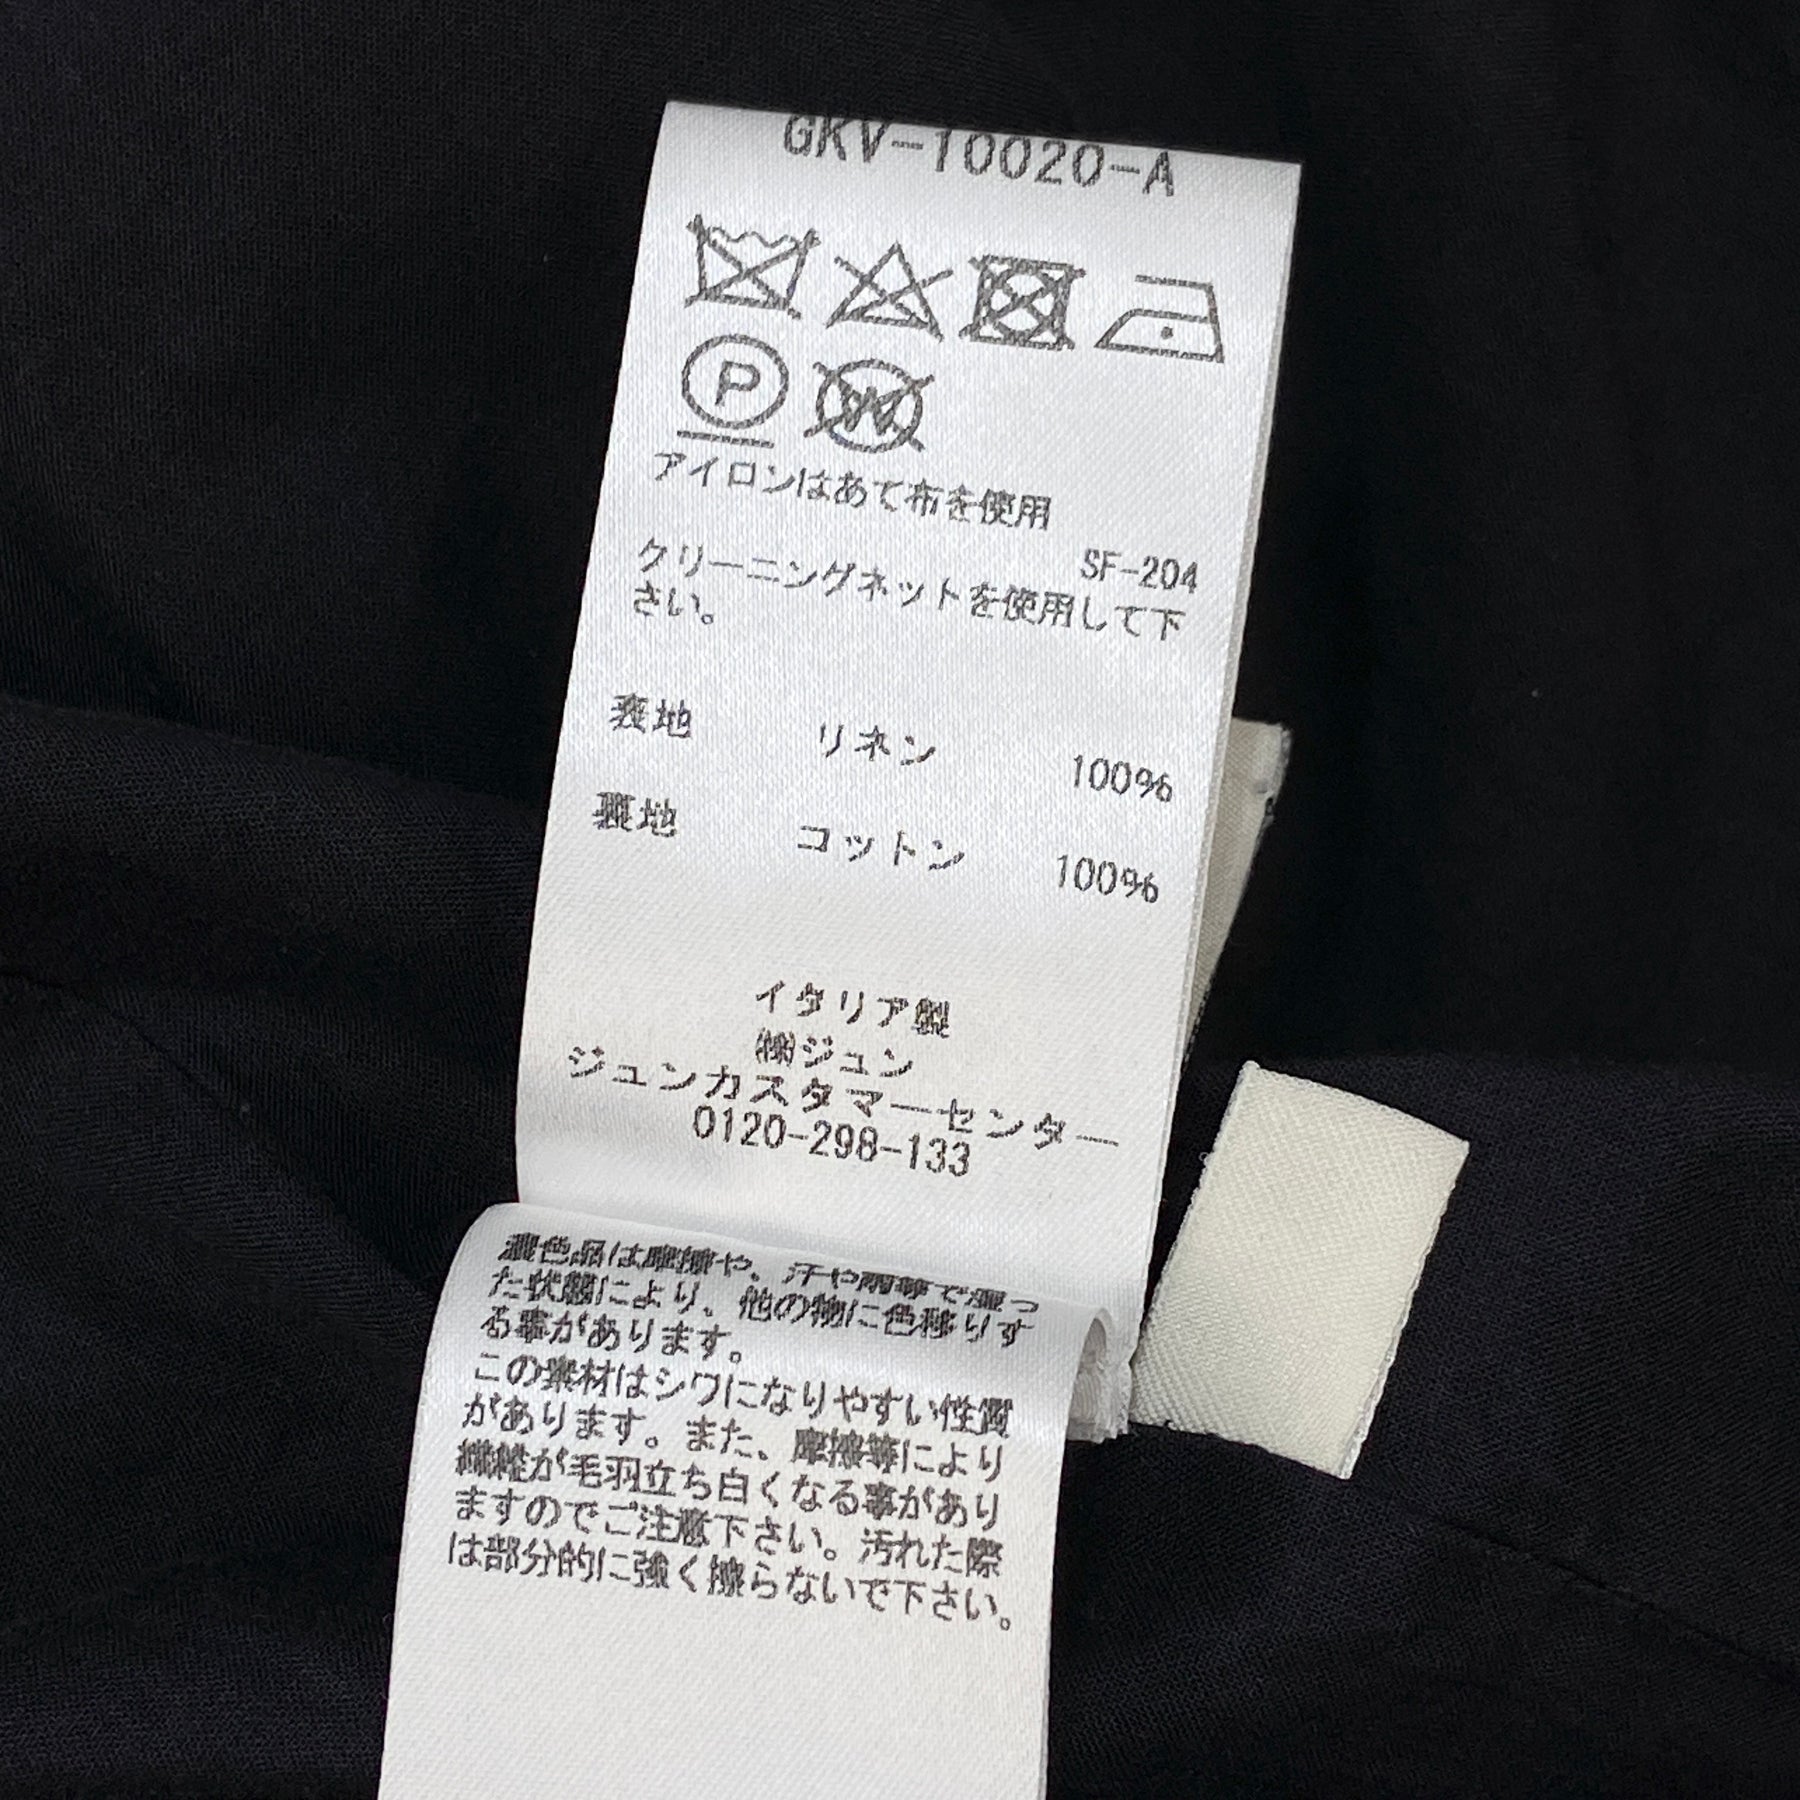 GKV-10020-A
P
W
アイロンはあて布を使用
SF-204
クリーニングネットを使用して下
さい。
表地 リネン 100%
裏地 コットン 100%
イタリア製
㈱ジュン
ジュンカスタマーセンター
0120-298-133
濃色品は摩擦や、汗や雨等で湿っ
た状態により、他の物に色移りす
る事があります。
この素材はシワになりやすい性質
があります。また、摩擦等により
繊維が毛羽立ち白くなる事があり
ますのでご注意下さい。汚れた際
は部分的に強く擦らないで下さい。